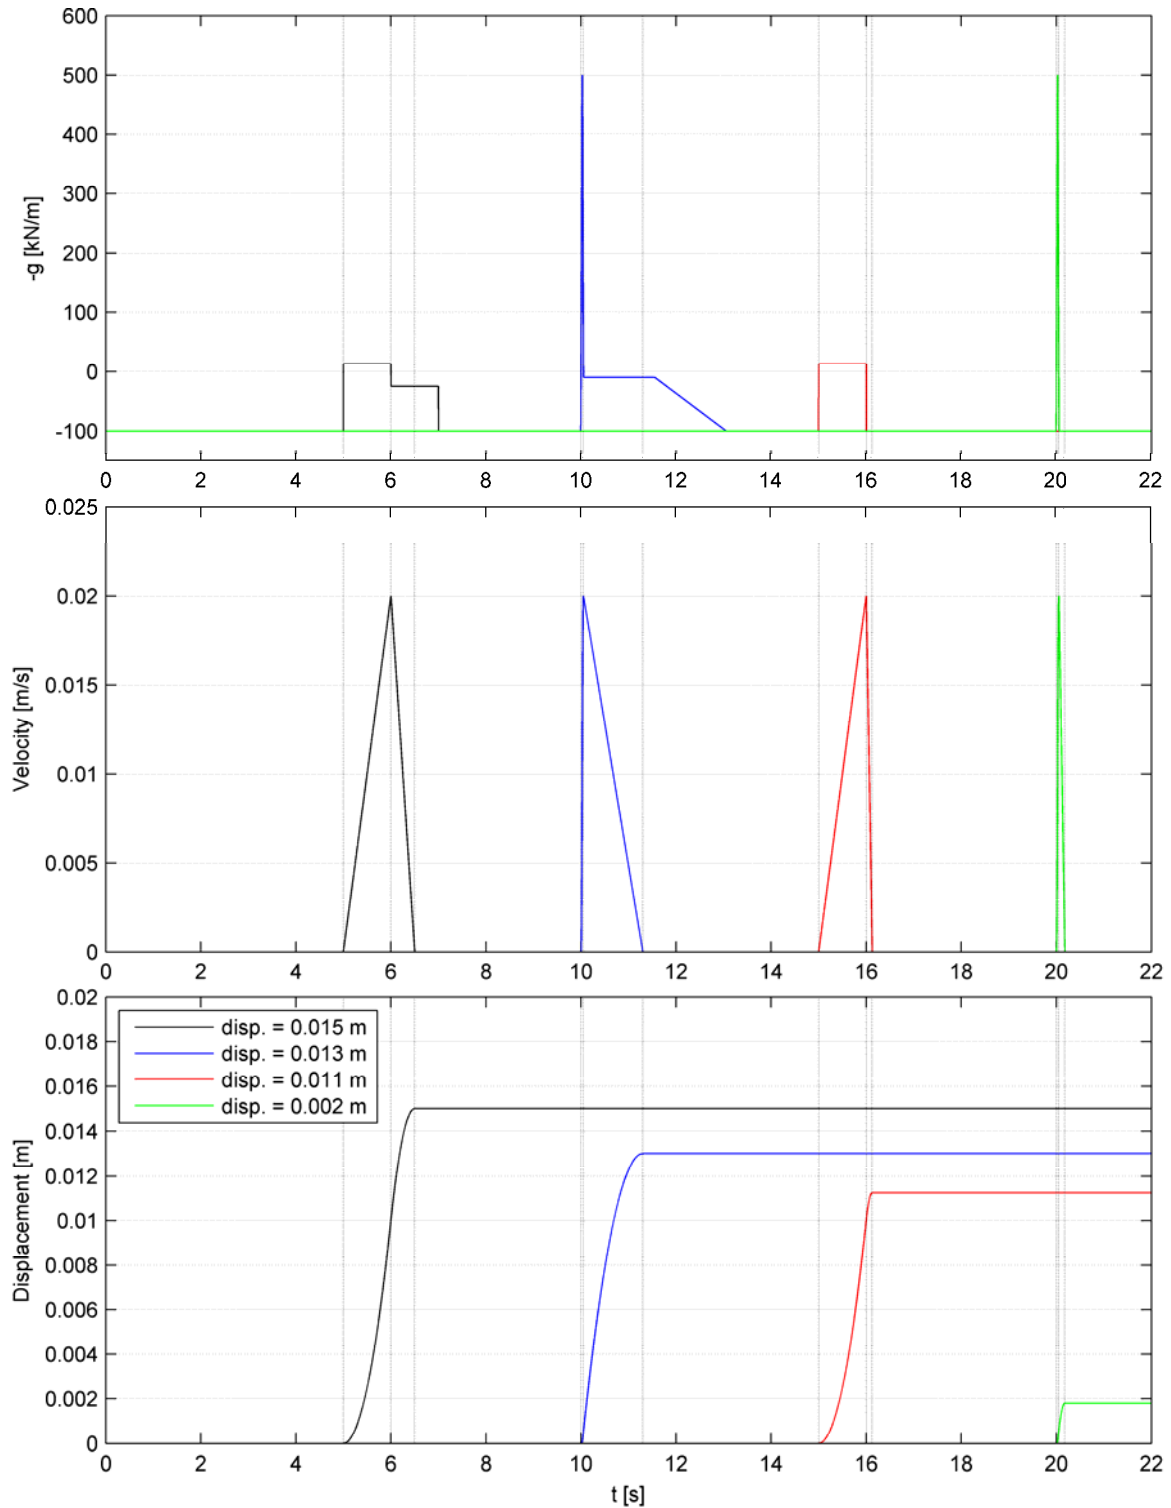 600
500
400
300
200
100
0
-100
-g [kN/m]
0 2 4 6 8 10 12 14 16 18 20 22
0.025
0.02
0.015
0.01
0.005
0
Velocity [m/s]
0 2 4 6 8 10 12 14 16 18 20 22
0.02
0.018
0.016
0.014
0.012
0.01
0.008
0.006
0.004
0.002
0
Displacement [m]
disp. = 0.015 m
disp. = 0.013 m
disp. = 0.011 m
disp. = 0.002 m
0 2 4 6 8 10 12 14 16 18 20 22
t [s]